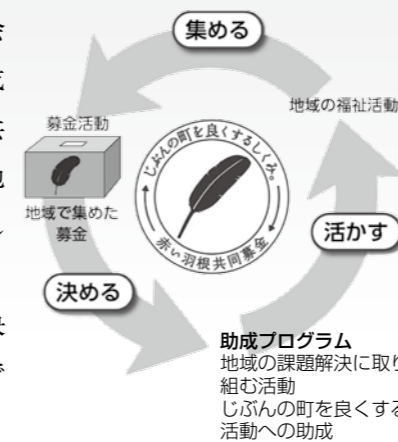 集める
地域の福祉活動
募金活動
じぶんの町を良くするしくみ。
赤い羽根共同募金
地域で集めた
募金
活かす
決める
助成プログラム
地域の課題解決に取り
組む活動
じぶんの町を良くする
活動への助成